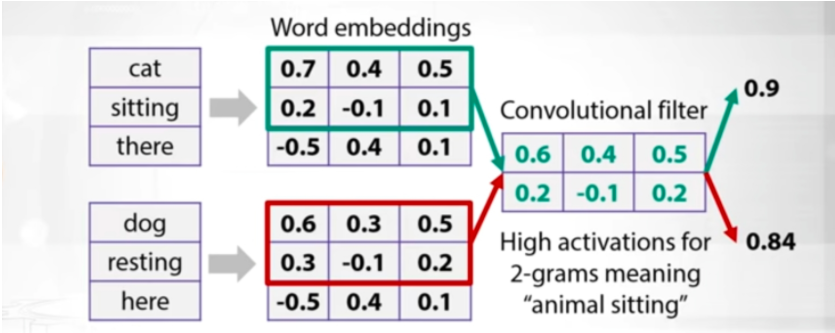 Word embeddings
cat 0.7 0.4 0.5
sitting 0.2 -0.1 0.1
there -0.5 0.4 0.1
Convolutional filter
0.6 0.4 0.5
0.2 -0.1 0.2
0.9
0.84
dog 0.6 0.3 0.5
resting 0.3 -0.1 0.2
here -0.5 0.4 0.1
High activations for
2-grams meaning
“animal sitting”